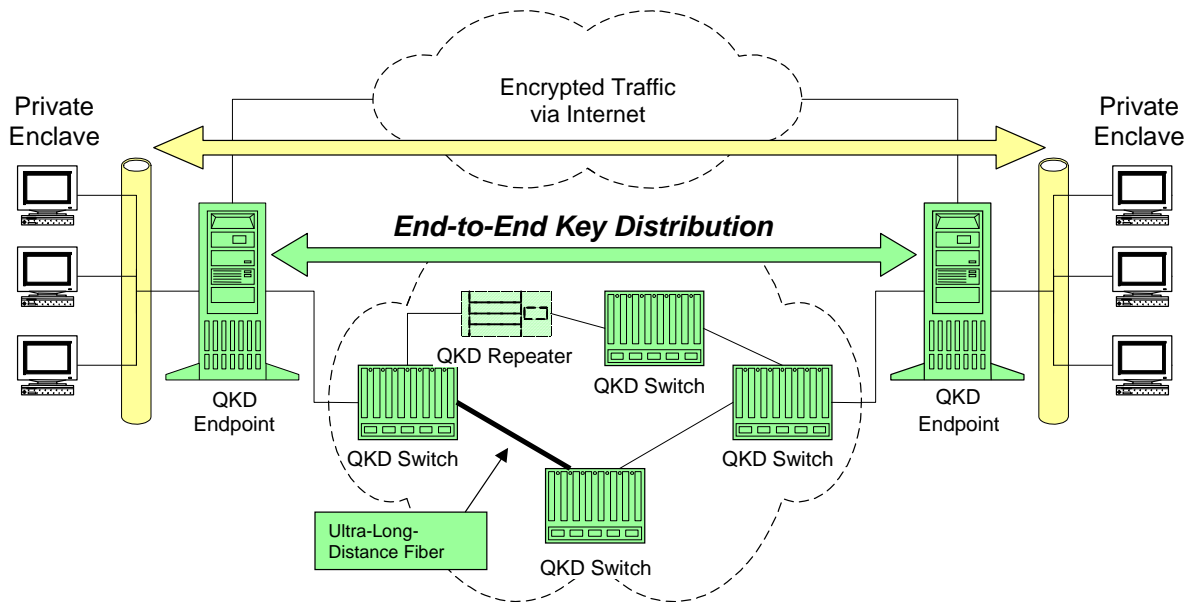 Encrypted Traffic
via Internet
Private
Enclave
Private
Enclave
End-to-End Key Distribution
QKD Repeater
QKD Switch
QKD
Endpoint
QKD
Endpoint
QKD Switch
QKD Switch
Ultra-Long-
Distance Fiber
QKD Switch